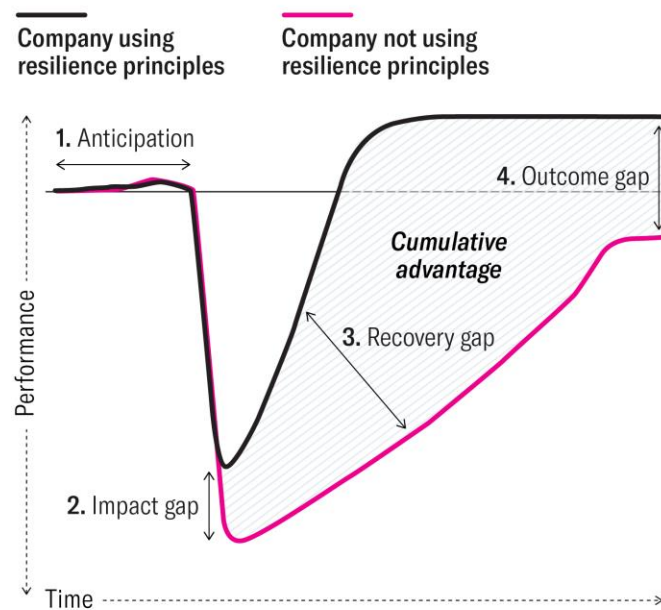 Company using
resilience principles
Company not using
resilience principles
1. Anticipation
4. Outcome gap
Cumulative
advantage
3. Recovery gap
2. Impact gap
Performance
Time